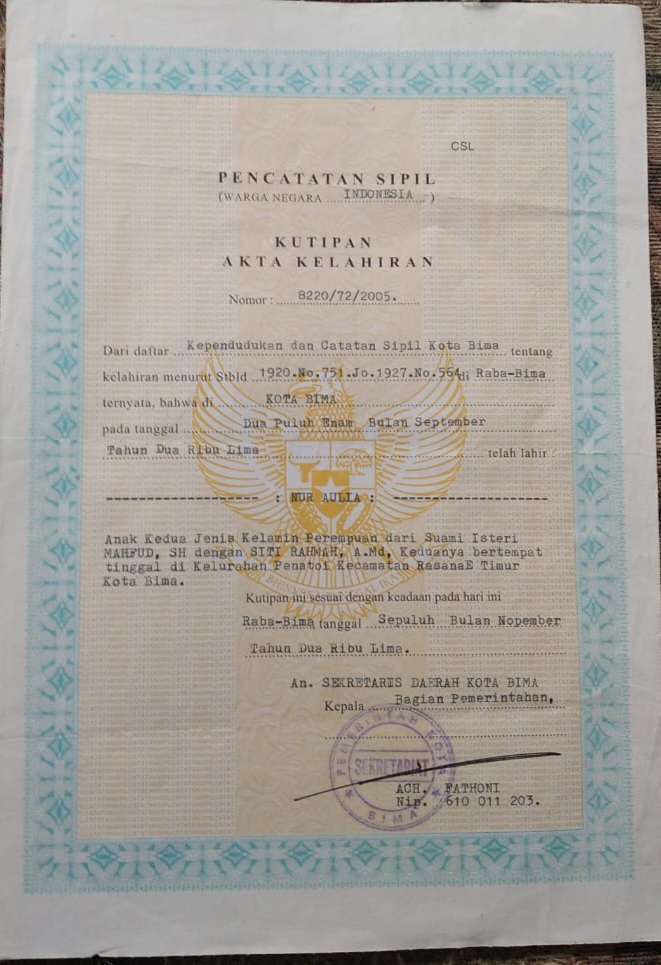 CSL
PENCATATAN SIPIL
(WARGA NEGARA ....INDONESIA..-)
KUTIPAN
AKTA KELAHIRAN
Nomor : 8220/72/2005.
Dari daftar Kependudukan dan Catatan Sipil Kota Bima tentang
kelahiran menurut Stbld 1920.No.751.Jo.1927.No.564 di Raba-Bima
ternyata, bahwa di KOTA BIMA
pada tanggal Dua Puluh Enam Bulan September
Tahun Dua Ribu Lima telah lahir :
: NUR AULIA :
Anak Kedua Jenis Kelamin Perempuan dari Suami Isteri
MAHFUD, SH dengan SITI RAHMAH, A.Md, Keduanya bertempat
tinggal di Kelurahan Penatoi Kecamatan RasanaE Timur
Kota Bima.
Kutipan ini sesuai dengan keadaan pada hari ini
Raba-Bima tanggal Sepuluh Bulan Nopember
Tahun Dua Ribu Lima.
An. SEKRETARIS DAERAH KOTA BIMA
Kepala Bagian Pemerintahan,
PEMERINTAH KOTA
SEKRETARIAT
BIMA
ACH. FATHONI
Nip. 610 011 203.